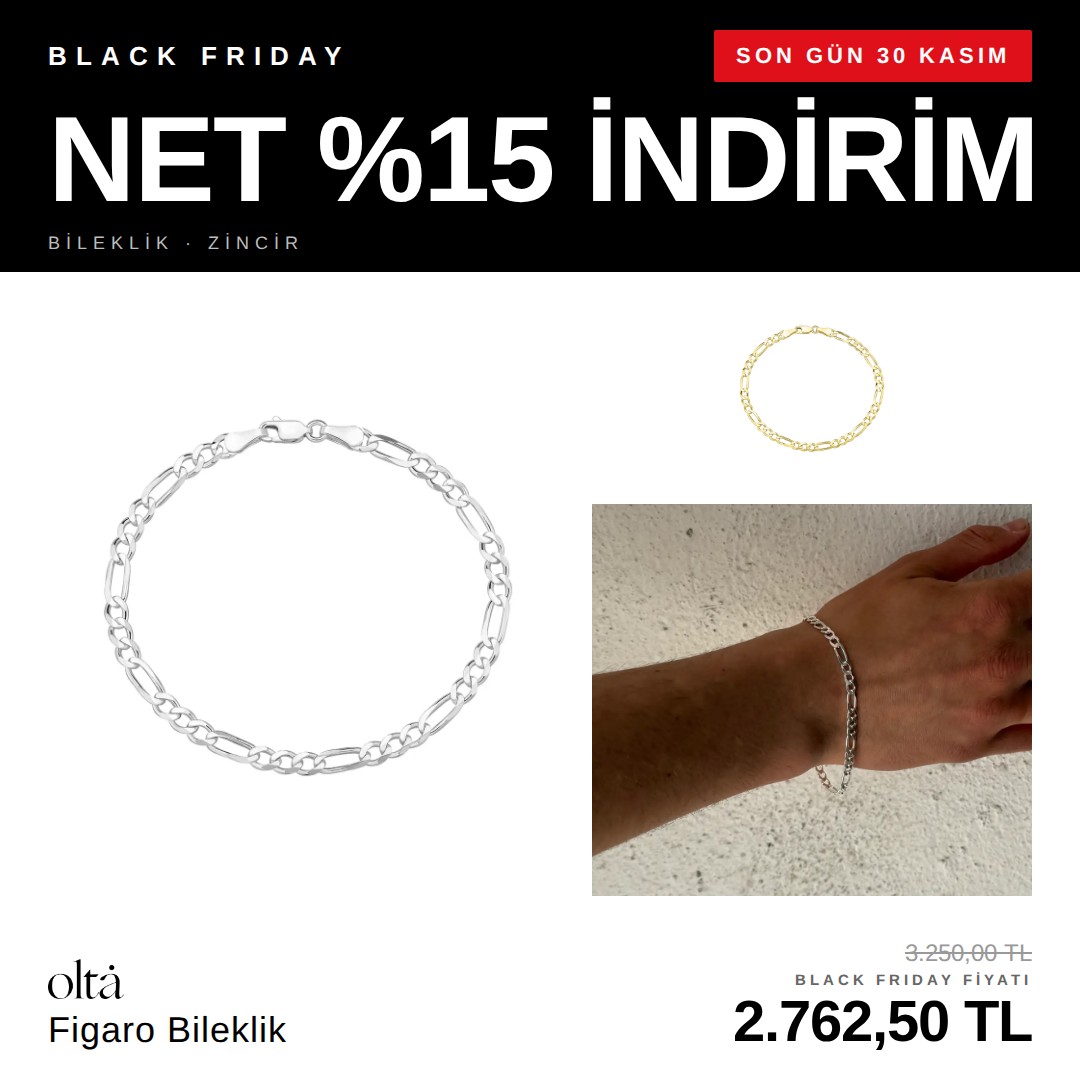 BLACK FRIDAY
SON GÜN 30 KASIM
NET %15 İNDİRİM
BİLEKLİK · ZİNCİR
olta
Figaro Bileklik
3.250,00 TL
BLACK FRIDAY FİYATI
2.762,50 TL